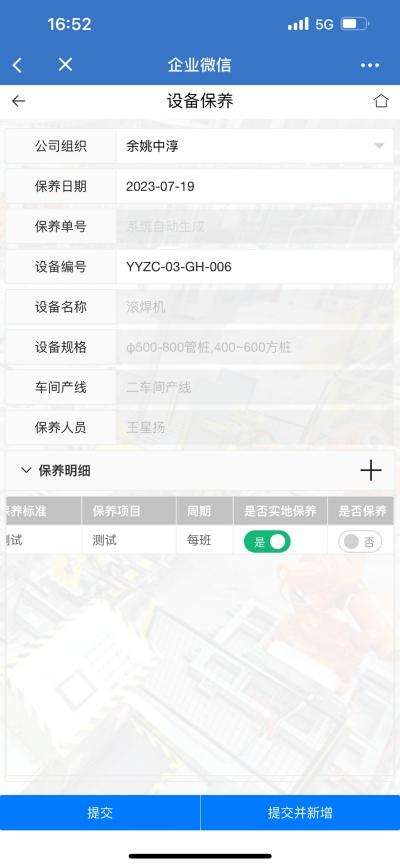 16:52 5G
企业微信
设备保养
公司组织 余姚中淳
保养日期 2023-07-19
保养单号 系统自动生成
设备编号 YYZC-03-GH-006
设备名称 滚焊机
设备规格 φ500-800管桩,400~600方桩
车间产线 二车间产线
保养人员 王星扬
保养明细
养标准 保养项目 周期 是否实地保养 是否保养
试 测试 每班 是 否
提交 提交并新增